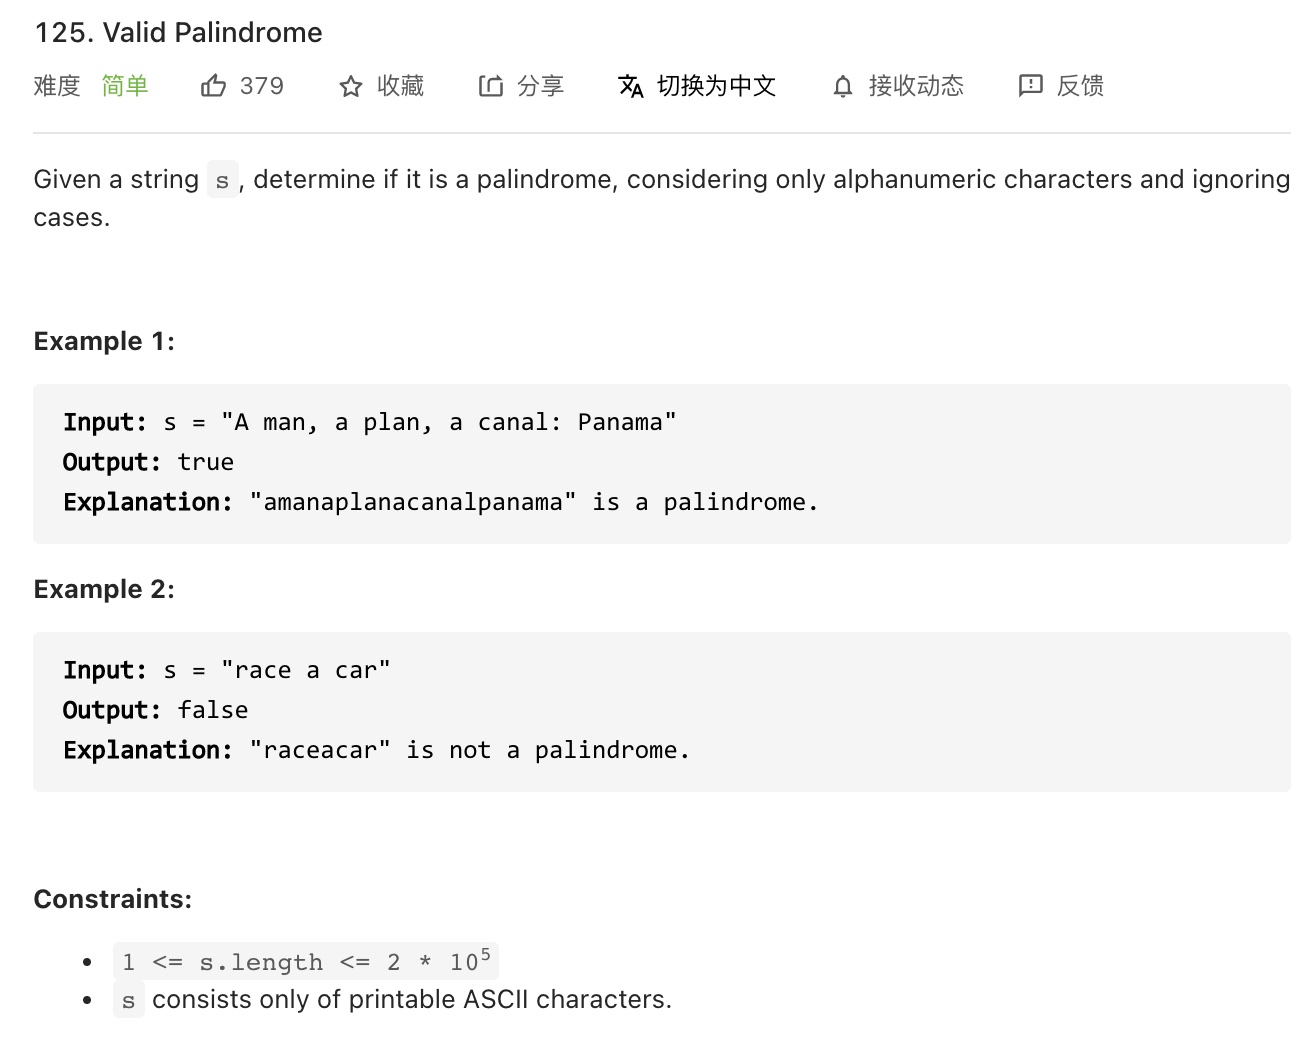 125. Valid Palindrome
难度 简单 379 收藏 分享 切换为中文 接收动态 反馈
Given a string s , determine if it is a palindrome, considering only alphanumeric characters and ignoring
cases.
Example 1:
Input: s = "A man, a plan, a canal: Panama"
Output: true
Explanation: "amanaplanacanalpanama" is a palindrome.
Example 2:
Input: s = "race a car"
Output: false
Explanation: "raceacar" is not a palindrome.
Constraints:
• 1 <= s.length <= 2 * 10⁵
• s consists only of printable ASCII characters.